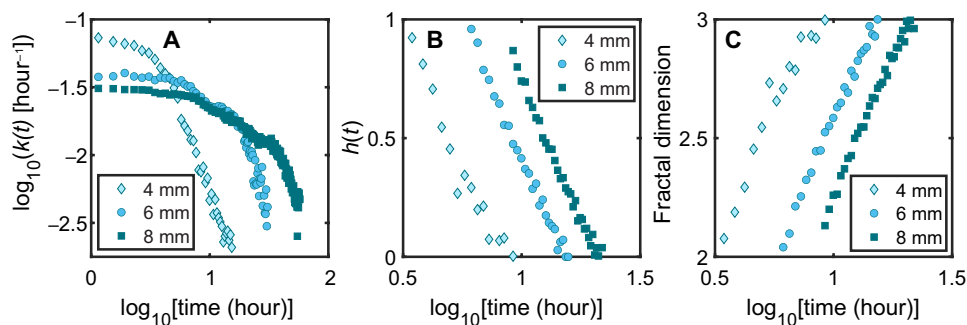 A
log₁₀(k(t) [hour⁻¹])
-1
-1.5
-2
-2.5
4 mm
6 mm
8 mm
0
1
2
log₁₀[time (hour)]
B
h(t)
1
0.5
0
4 mm
6 mm
8 mm
0.5
1
1.5
log₁₀[time (hour)]
C
Fractal dimension
3
2.5
2
4 mm
6 mm
8 mm
0.5
1
1.5
log₁₀[time (hour)]